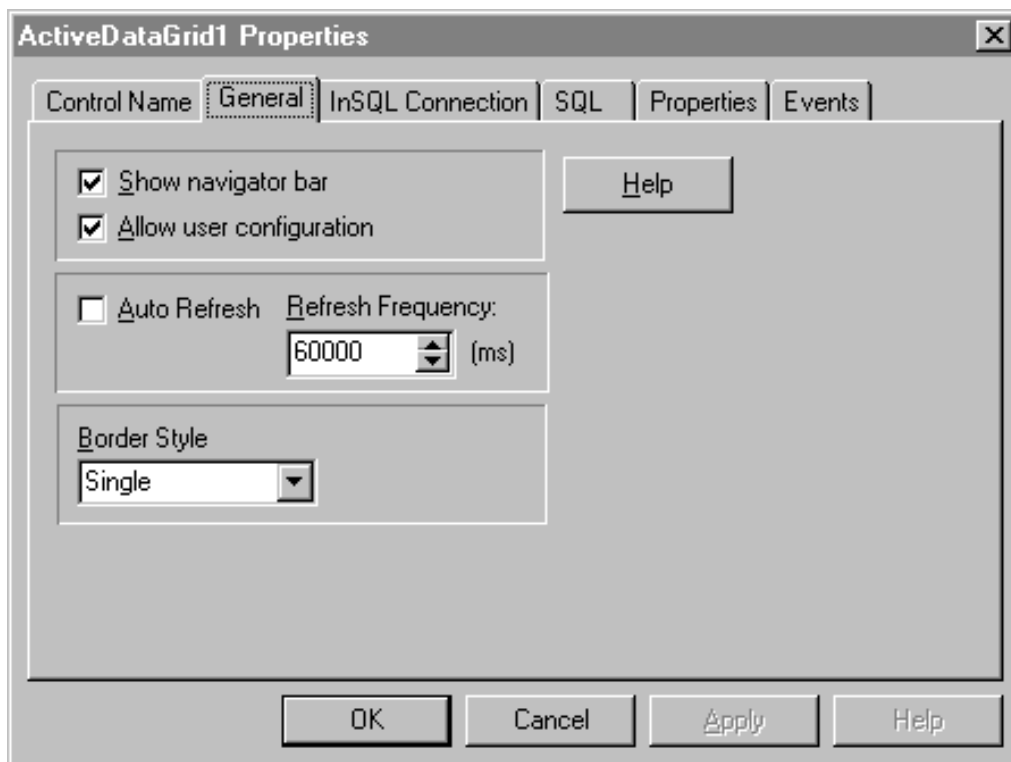 ActiveDataGrid1 Properties
Control Name General InSQL Connection SQL Properties Events
Show navigator bar
Help
Allow user configuration
Auto Refresh Refresh Frequency:
60000 (ms)
Border Style
Single
OK Cancel Apply Help